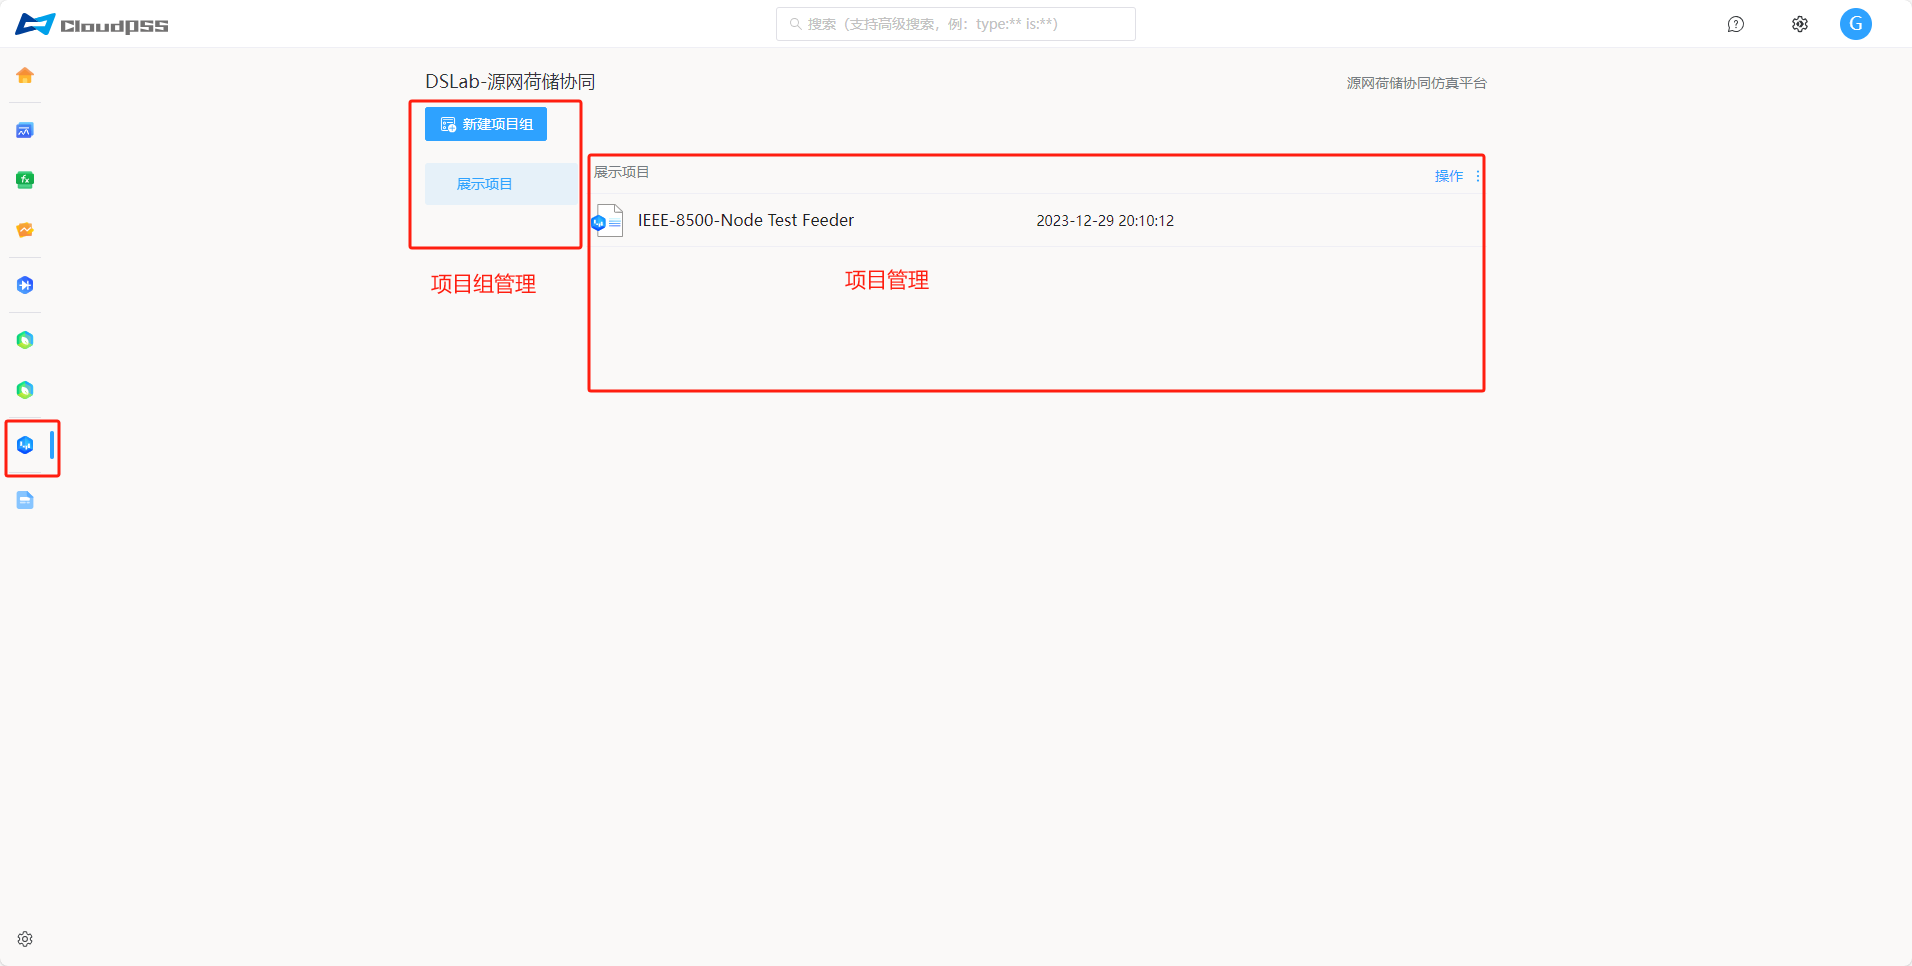 CloudPSS
搜索（支持高级搜索，例：type:** is:**)
G
DSLab-源网荷储协同
源网荷储协同仿真平台
新建项目组
展示项目
展示项目
操作
IEEE-8500-Node Test Feeder
2023-12-29 20:10:12
项目组管理
项目管理